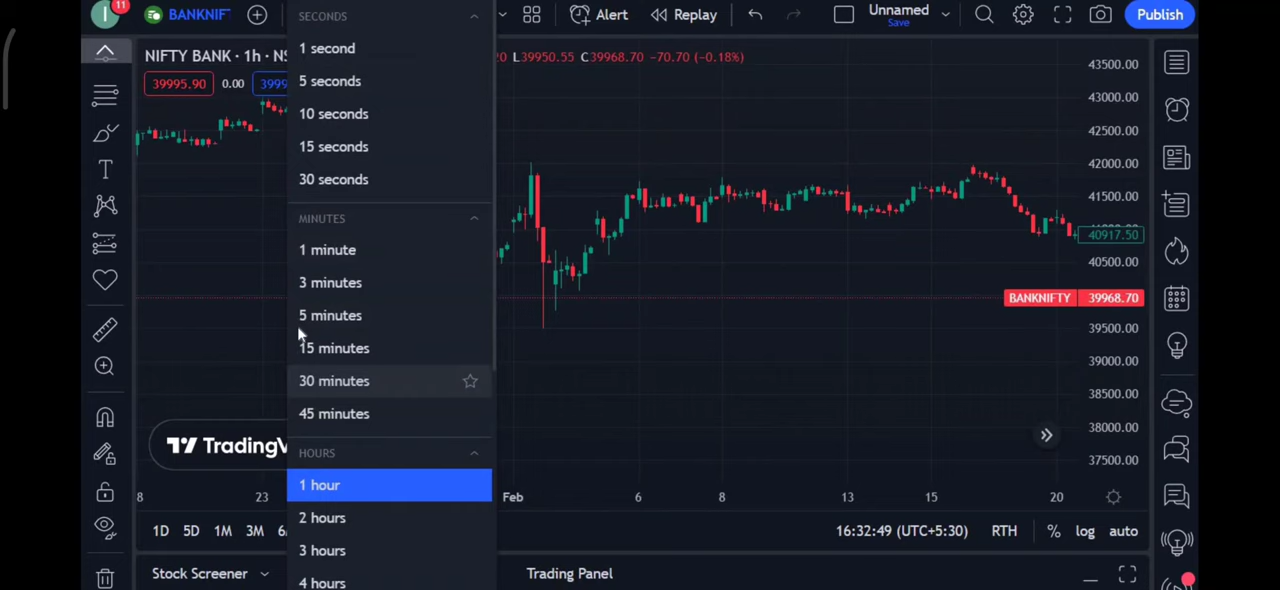 I
11
BANKNIF
SECONDS
Alert
Replay
Unnamed
Save
Publish
NIFTY BANK · 1h · NS
20 L39950.55 C39968.70 −70.70 (−0.18%)
39995.90
0.00
3999
1 second
5 seconds
10 seconds
15 seconds
30 seconds
MINUTES
1 minute
3 minutes
5 minutes
15 minutes
30 minutes
45 minutes
HOURS
1 hour
2 hours
3 hours
4 hours
43500.00
43000.00
42500.00
42000.00
41500.00
40917.50
40500.00
BANKNIFTY 39968.70
39500.00
39000.00
38500.00
38000.00
37500.00
TradingV
8
23
Feb
6
8
13
15
20
1D
5D
1M
3M
6
16:32:49 (UTC+5:30)
RTH
%
log
auto
Stock Screener
Trading Panel